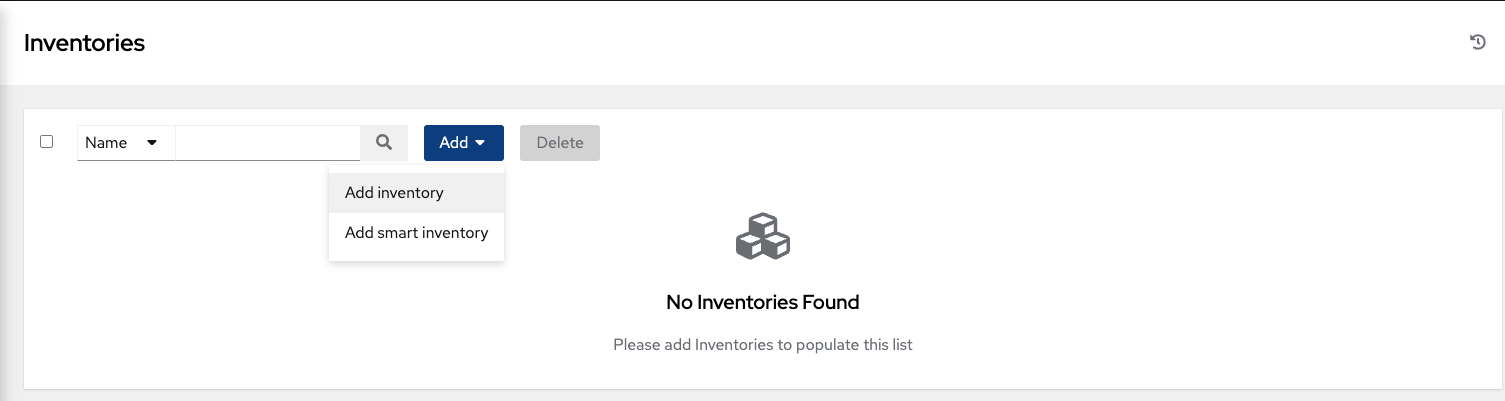 Inventories
Name
Add
Delete
Add inventory
Add smart inventory
No Inventories Found
Please add Inventories to populate this list